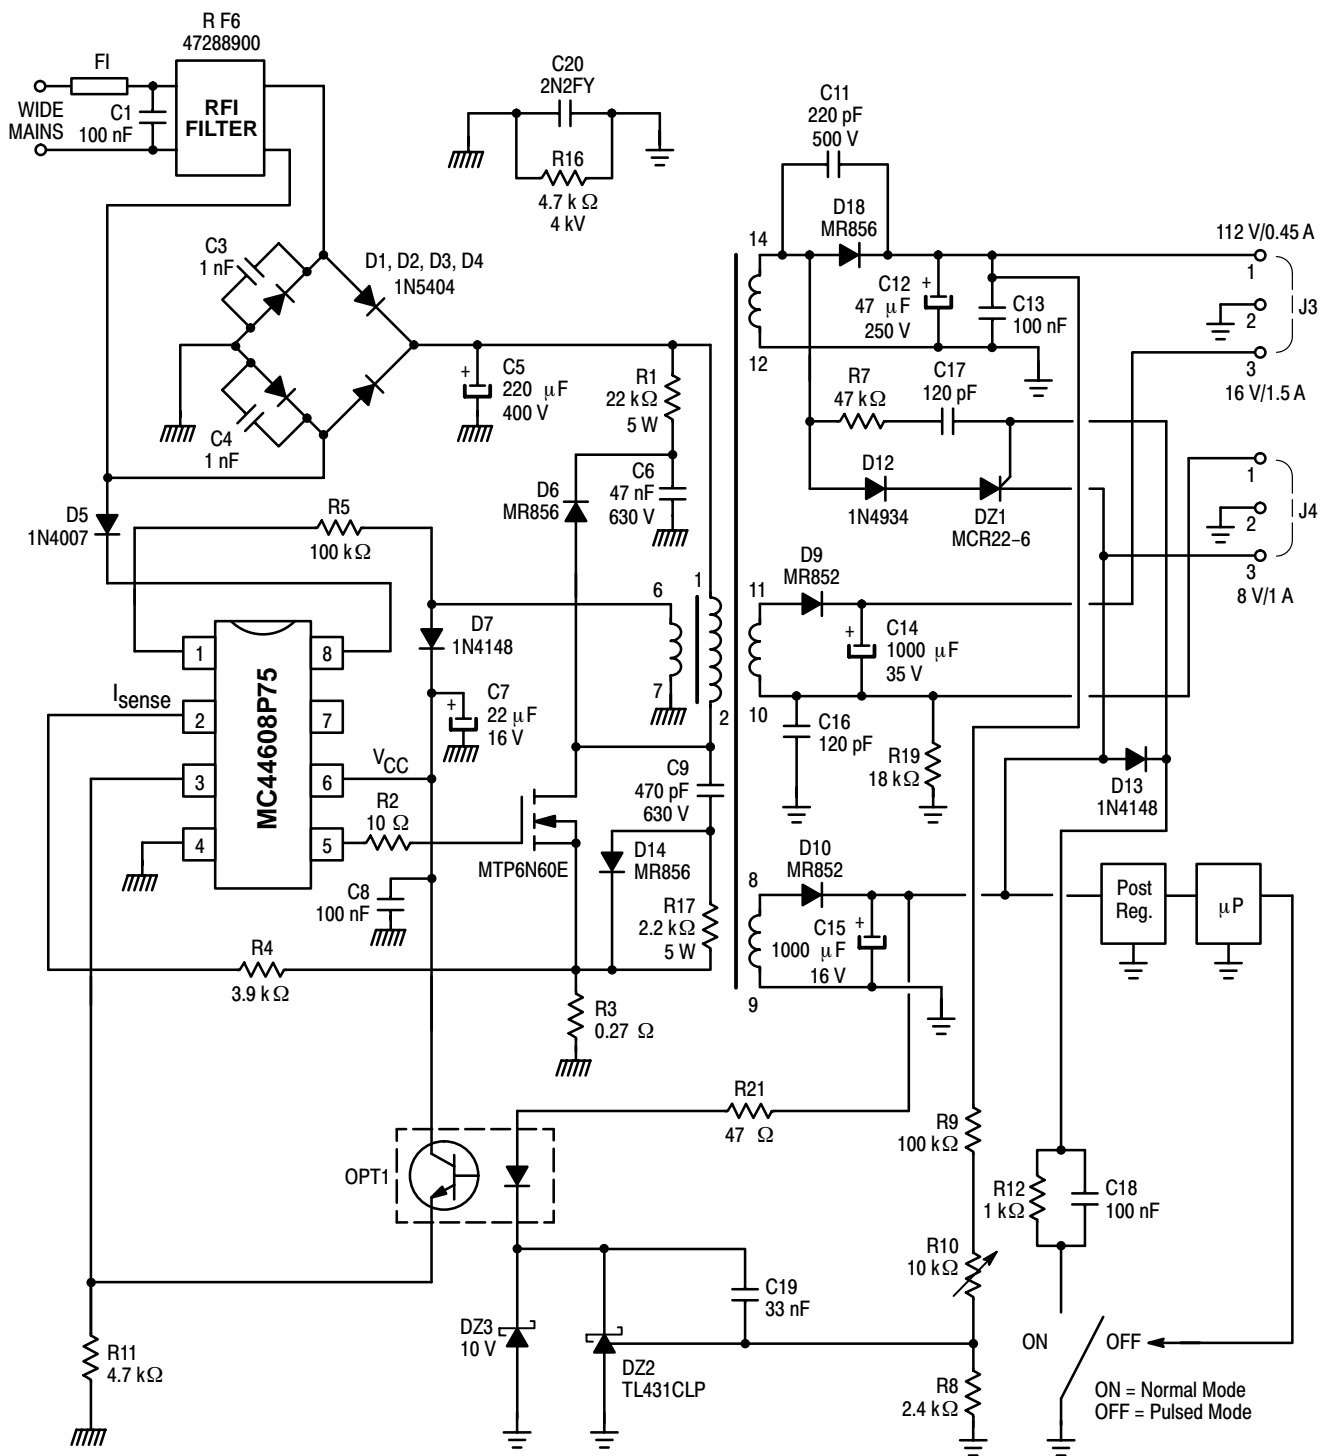 R F6
47288900
FI
WIDE
MAINS
C1
100 nF
RFI
FILTER
C20
2N2FY
R16
4.7 k Ω
4 kV
C11
220 pF
500 V
D18
MR856
14
12
112 V/0.45 A
1
2
3
J3
16 V/1.5 A
C3
1 nF
D1, D2, D3, D4
1N5404
C4
1 nF
+
C5
220 µF
400 V
R1
22 kΩ
5 W
+
C12
47 µF
250 V
C13
100 nF
R7
47 kΩ
C17
120 pF
D12
1N4934
DZ1
MCR22-6
1
2
3
J4
8 V/1 A
D5
1N4007
R5
100 kΩ
D6
MR856
C6
47 nF
630 V
6
7
1
2
11
10
D9
MR852
+
C14
1000 µF
35 V
D7
1N4148
MC44608P75
1
2
3
4
8
7
6
5
Isense
VCC
+
C7
22 µF
16 V
R2
10 Ω
MTP6N60E
C8
100 nF
C9
470 pF
630 V
D14
MR856
R17
2.2 kΩ
5 W
C16
120 pF
R19
18 kΩ
D13
1N4148
8
9
D10
MR852
+
C15
1000 µF
16 V
Post
Reg.
µP
R4
3.9 kΩ
R3
0.27 Ω
R21
47 Ω
OPT1
R9
100 kΩ
R12
1 kΩ
C18
100 nF
R10
10 kΩ
C19
33 nF
DZ3
10 V
DZ2
TL431CLP
R11
4.7 kΩ
R8
2.4 kΩ
ON
OFF
ON = Normal Mode
OFF = Pulsed Mode